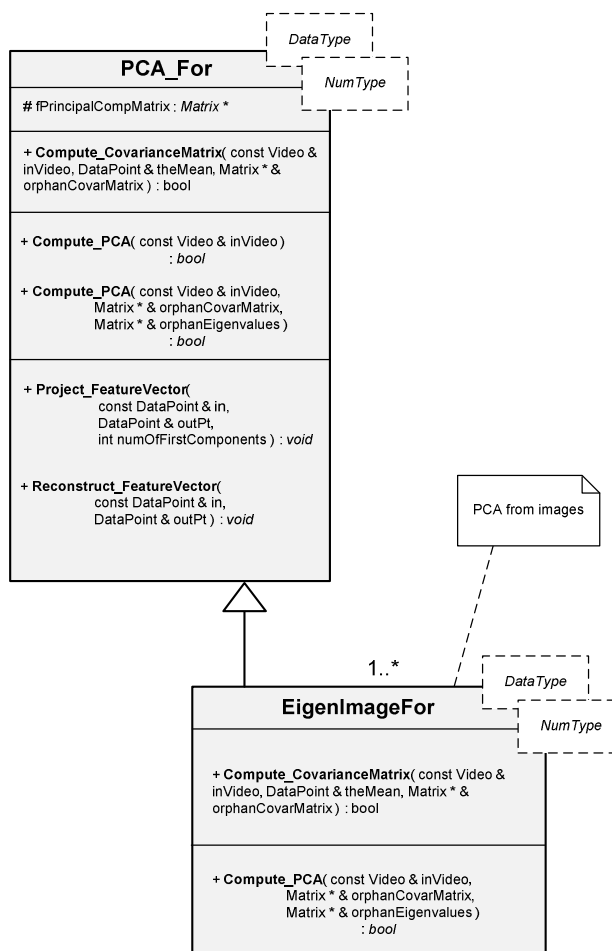 DataType
PCA_For
NumType
# fPrincipalCompMatrix : Matrix *
+ Compute_CovarianceMatrix( const Video &
inVideo, DataPoint & theMean, Matrix * &
orphanCovarMatrix ) : bool
+ Compute_PCA( const Video & inVideo )
: bool
+ Compute_PCA( const Video & inVideo,
Matrix * & orphanCovarMatrix,
Matrix * & orphanEigenvalues )
: bool
+ Project_FeatureVector(
const DataPoint & in,
DataPoint & outPt,
int numOfFirstComponents ) : void
+ Reconstruct_FeatureVector(
const DataPoint & in,
DataPoint & outPt ) : void
PCA from images
1..*
DataType
EigenImageFor
NumType
+ Compute_CovarianceMatrix( const Video &
inVideo, DataPoint & theMean, Matrix * &
orphanCovarMatrix ) : bool
+ Compute_PCA( const Video & inVideo,
Matrix * & orphanCovarMatrix,
Matrix * & orphanEigenvalues )
: bool